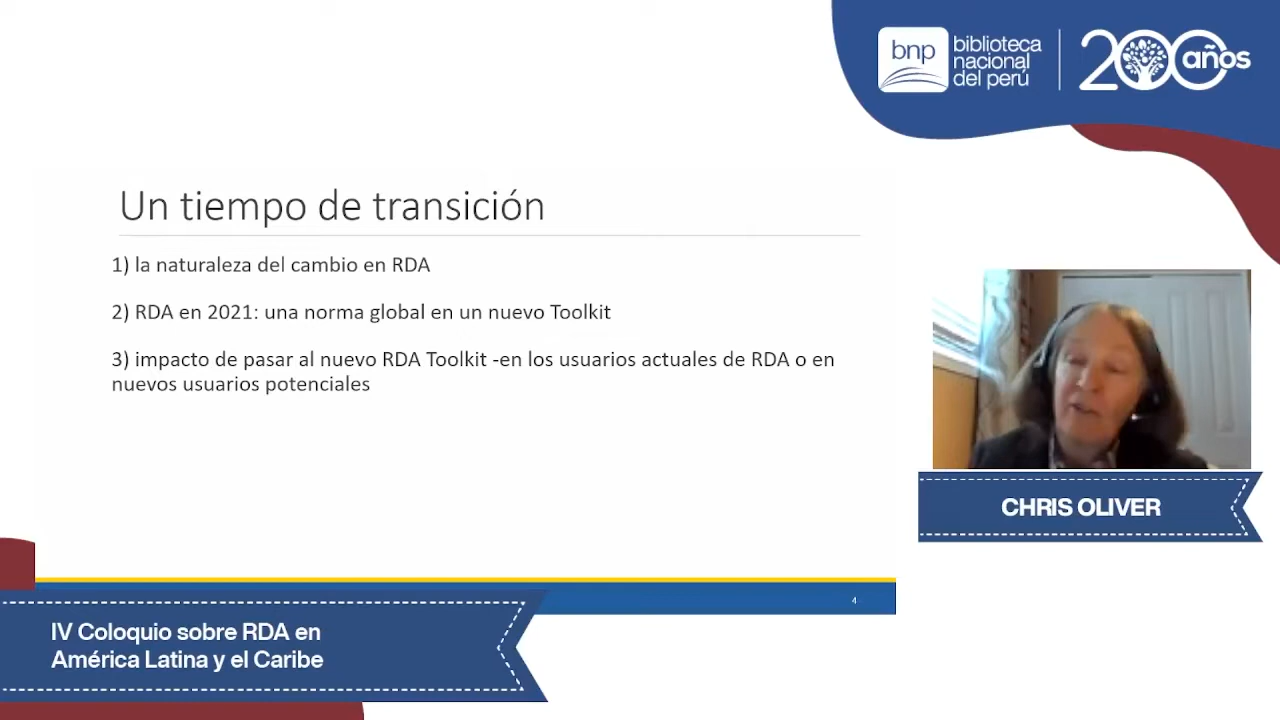 bnp
biblioteca
nacional
del perú
200 años
Un tiempo de transición
1) la naturaleza del cambio en RDA
2) RDA en 2021: una norma global en un nuevo Toolkit
3) impacto de pasar al nuevo RDA Toolkit -en los usuarios actuales de RDA o en
nuevos usuarios potenciales
CHRIS OLIVER
4
IV Coloquio sobre RDA en
América Latina y el Caribe